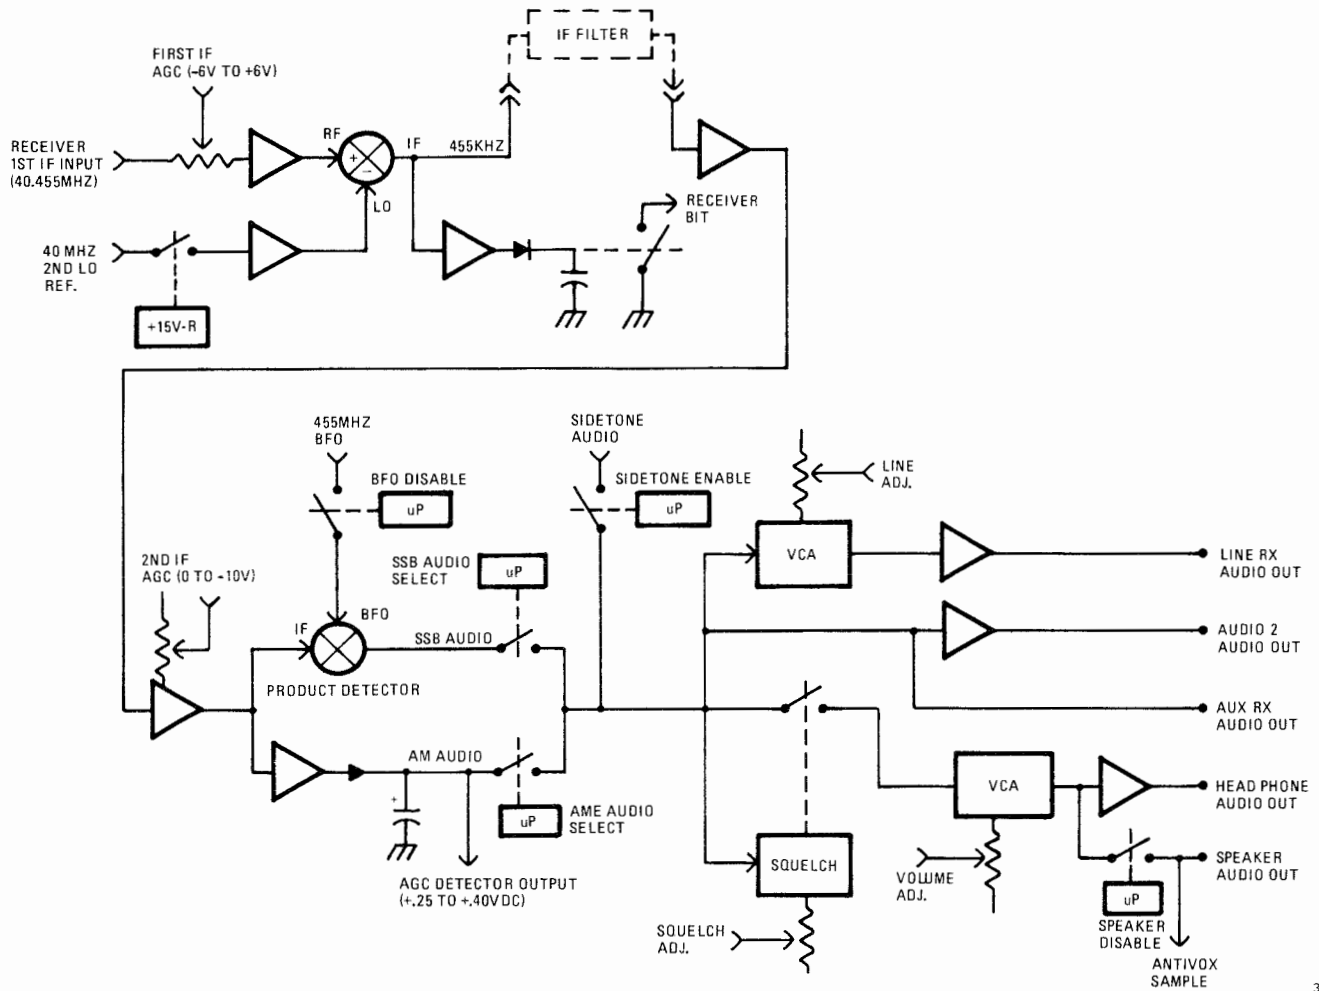 IF FILTER
FIRST IF
AGC (-6V TO +6V)
RECEIVER
1ST IF INPUT
(40.455MHZ)
RF
IF
455KHZ
+
-
LO
RECEIVER
BIT
40 MHZ
2ND LO
REF.
+15V-R
455MHZ
BFO
BFO DISABLE
uP
SIDETONE
AUDIO
SIDETONE ENABLE
uP
LINE
ADJ.
VCA
LINE RX
AUDIO OUT
2ND IF
AGC (0 TO -10V)
SSB AUDIO
SELECT
uP
IF
BFO
SSB AUDIO
PRODUCT DETECTOR
AUDIO 2
AUDIO OUT
AUX RX
AUDIO OUT
AM AUDIO
+
uP
AME AUDIO
SELECT
AGC DETECTOR OUTPUT
(+.25 TO +.40VDC)
SQUELCH
SQUELCH
ADJ.
VCA
VOLUME
ADJ.
HEAD PHONE
AUDIO OUT
SPEAKER
AUDIO OUT
uP
SPEAKER
DISABLE
ANTIVOX
SAMPLE
3